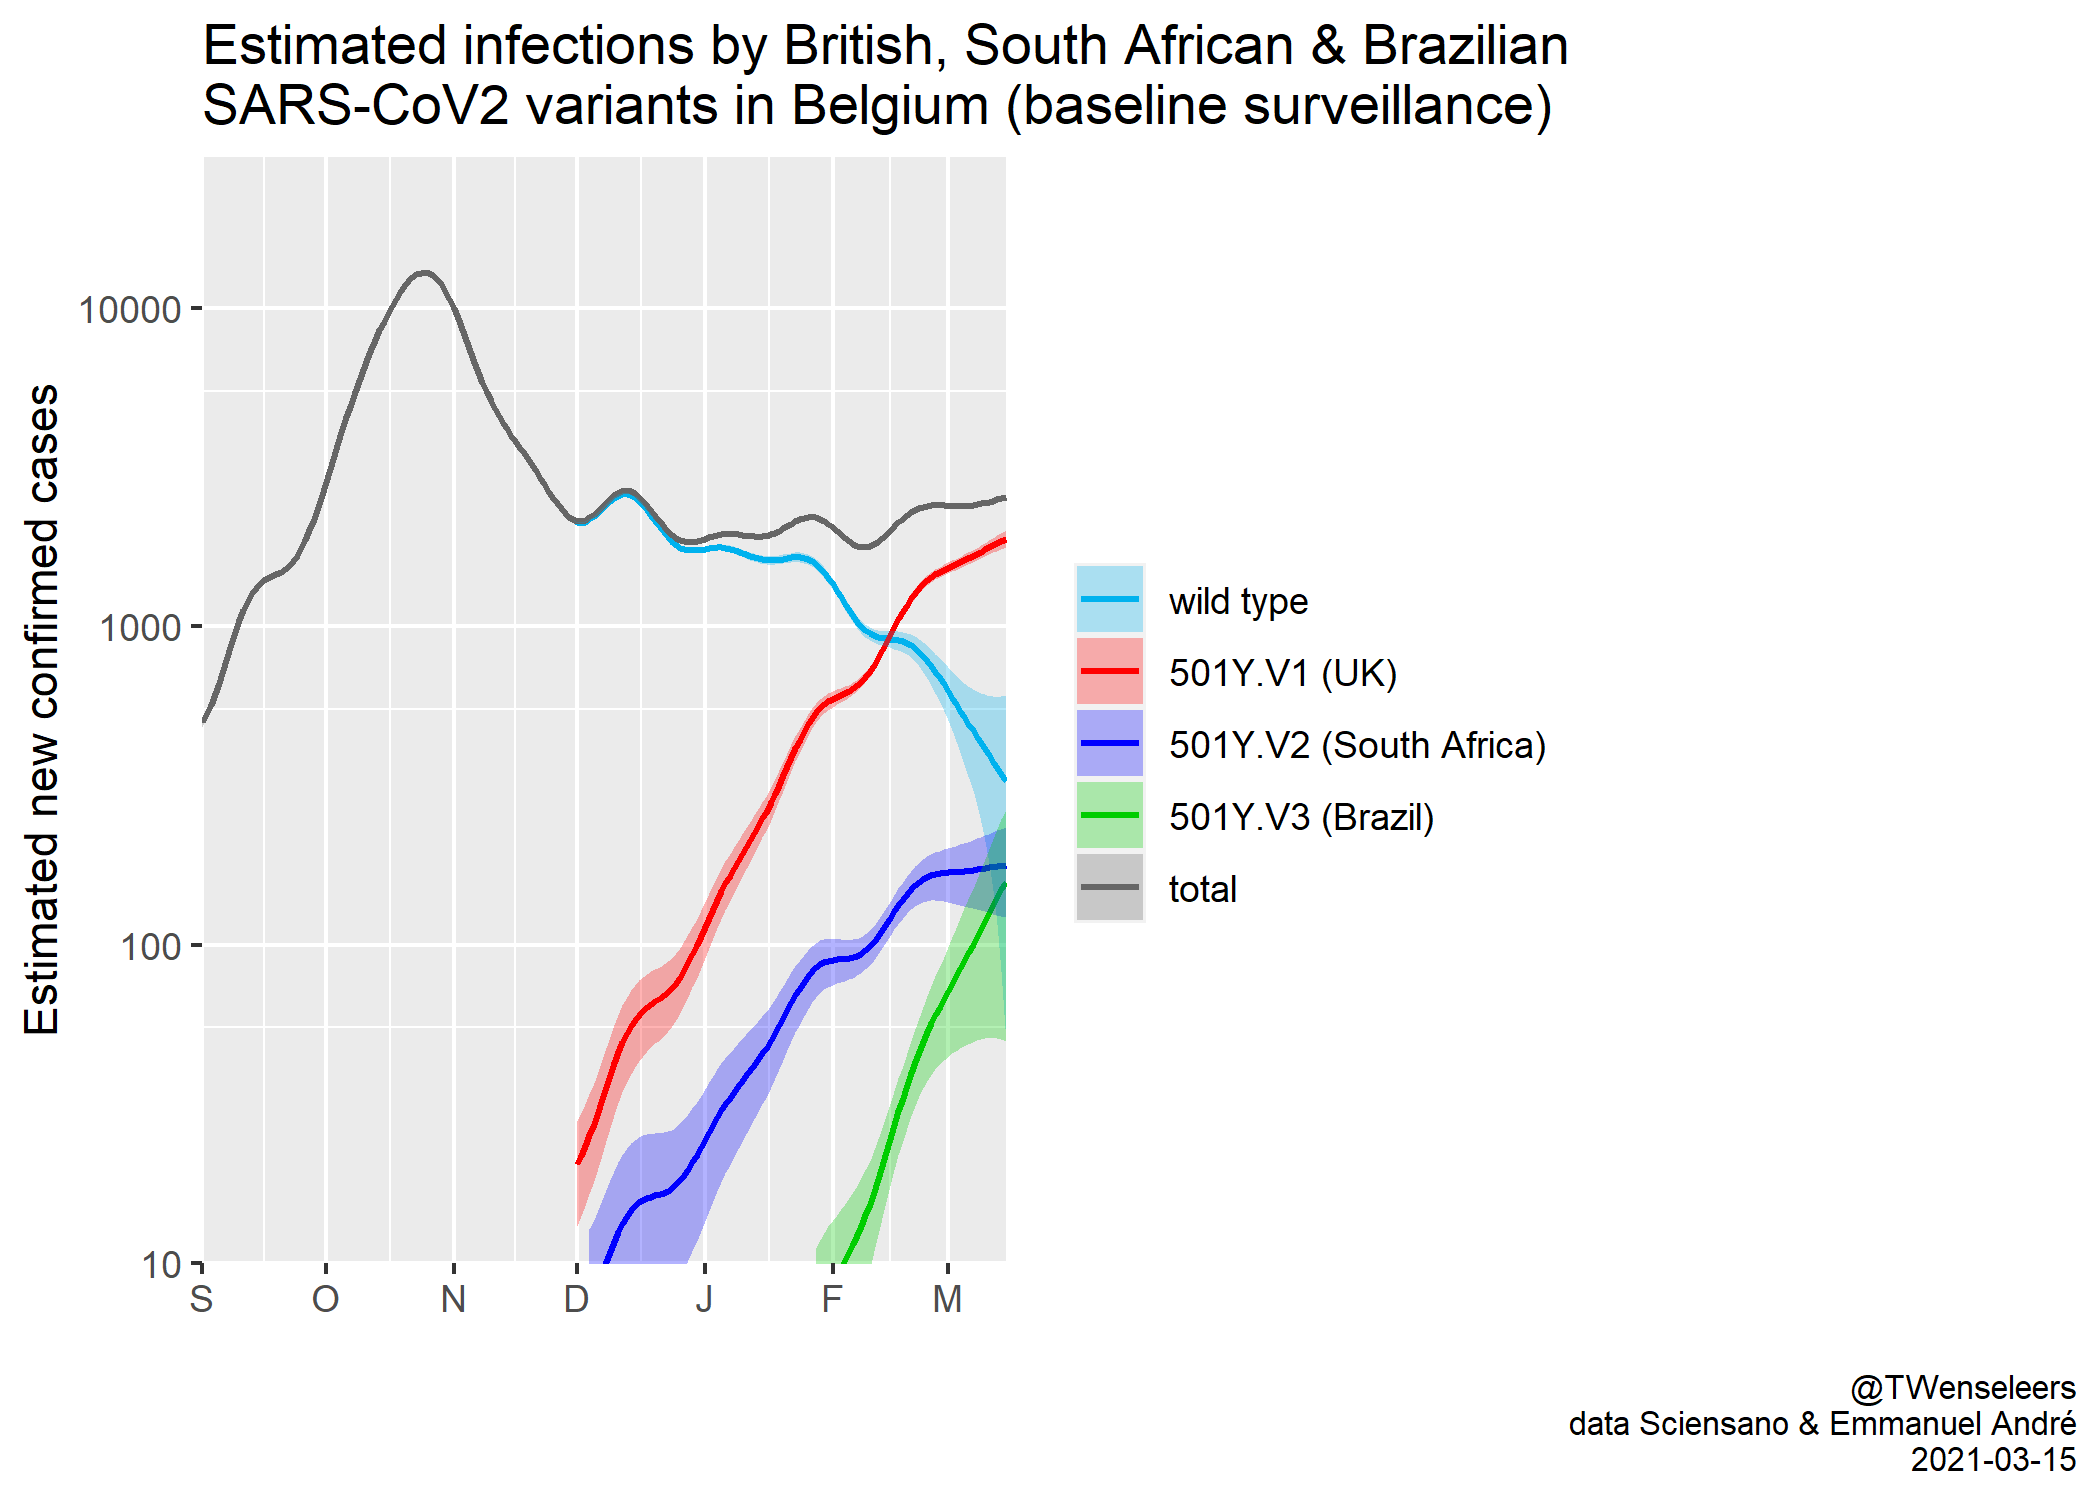 Estimated infections by British, South African & Brazilian
SARS-CoV2 variants in Belgium (baseline surveillance)
Estimated new confirmed cases
10000
1000
100
10
S O N D J F M
wild type
501Y.V1 (UK)
501Y.V2 (South Africa)
501Y.V3 (Brazil)
total
@TWenseleers
data Sciensano & Emmanuel André
2021-03-15